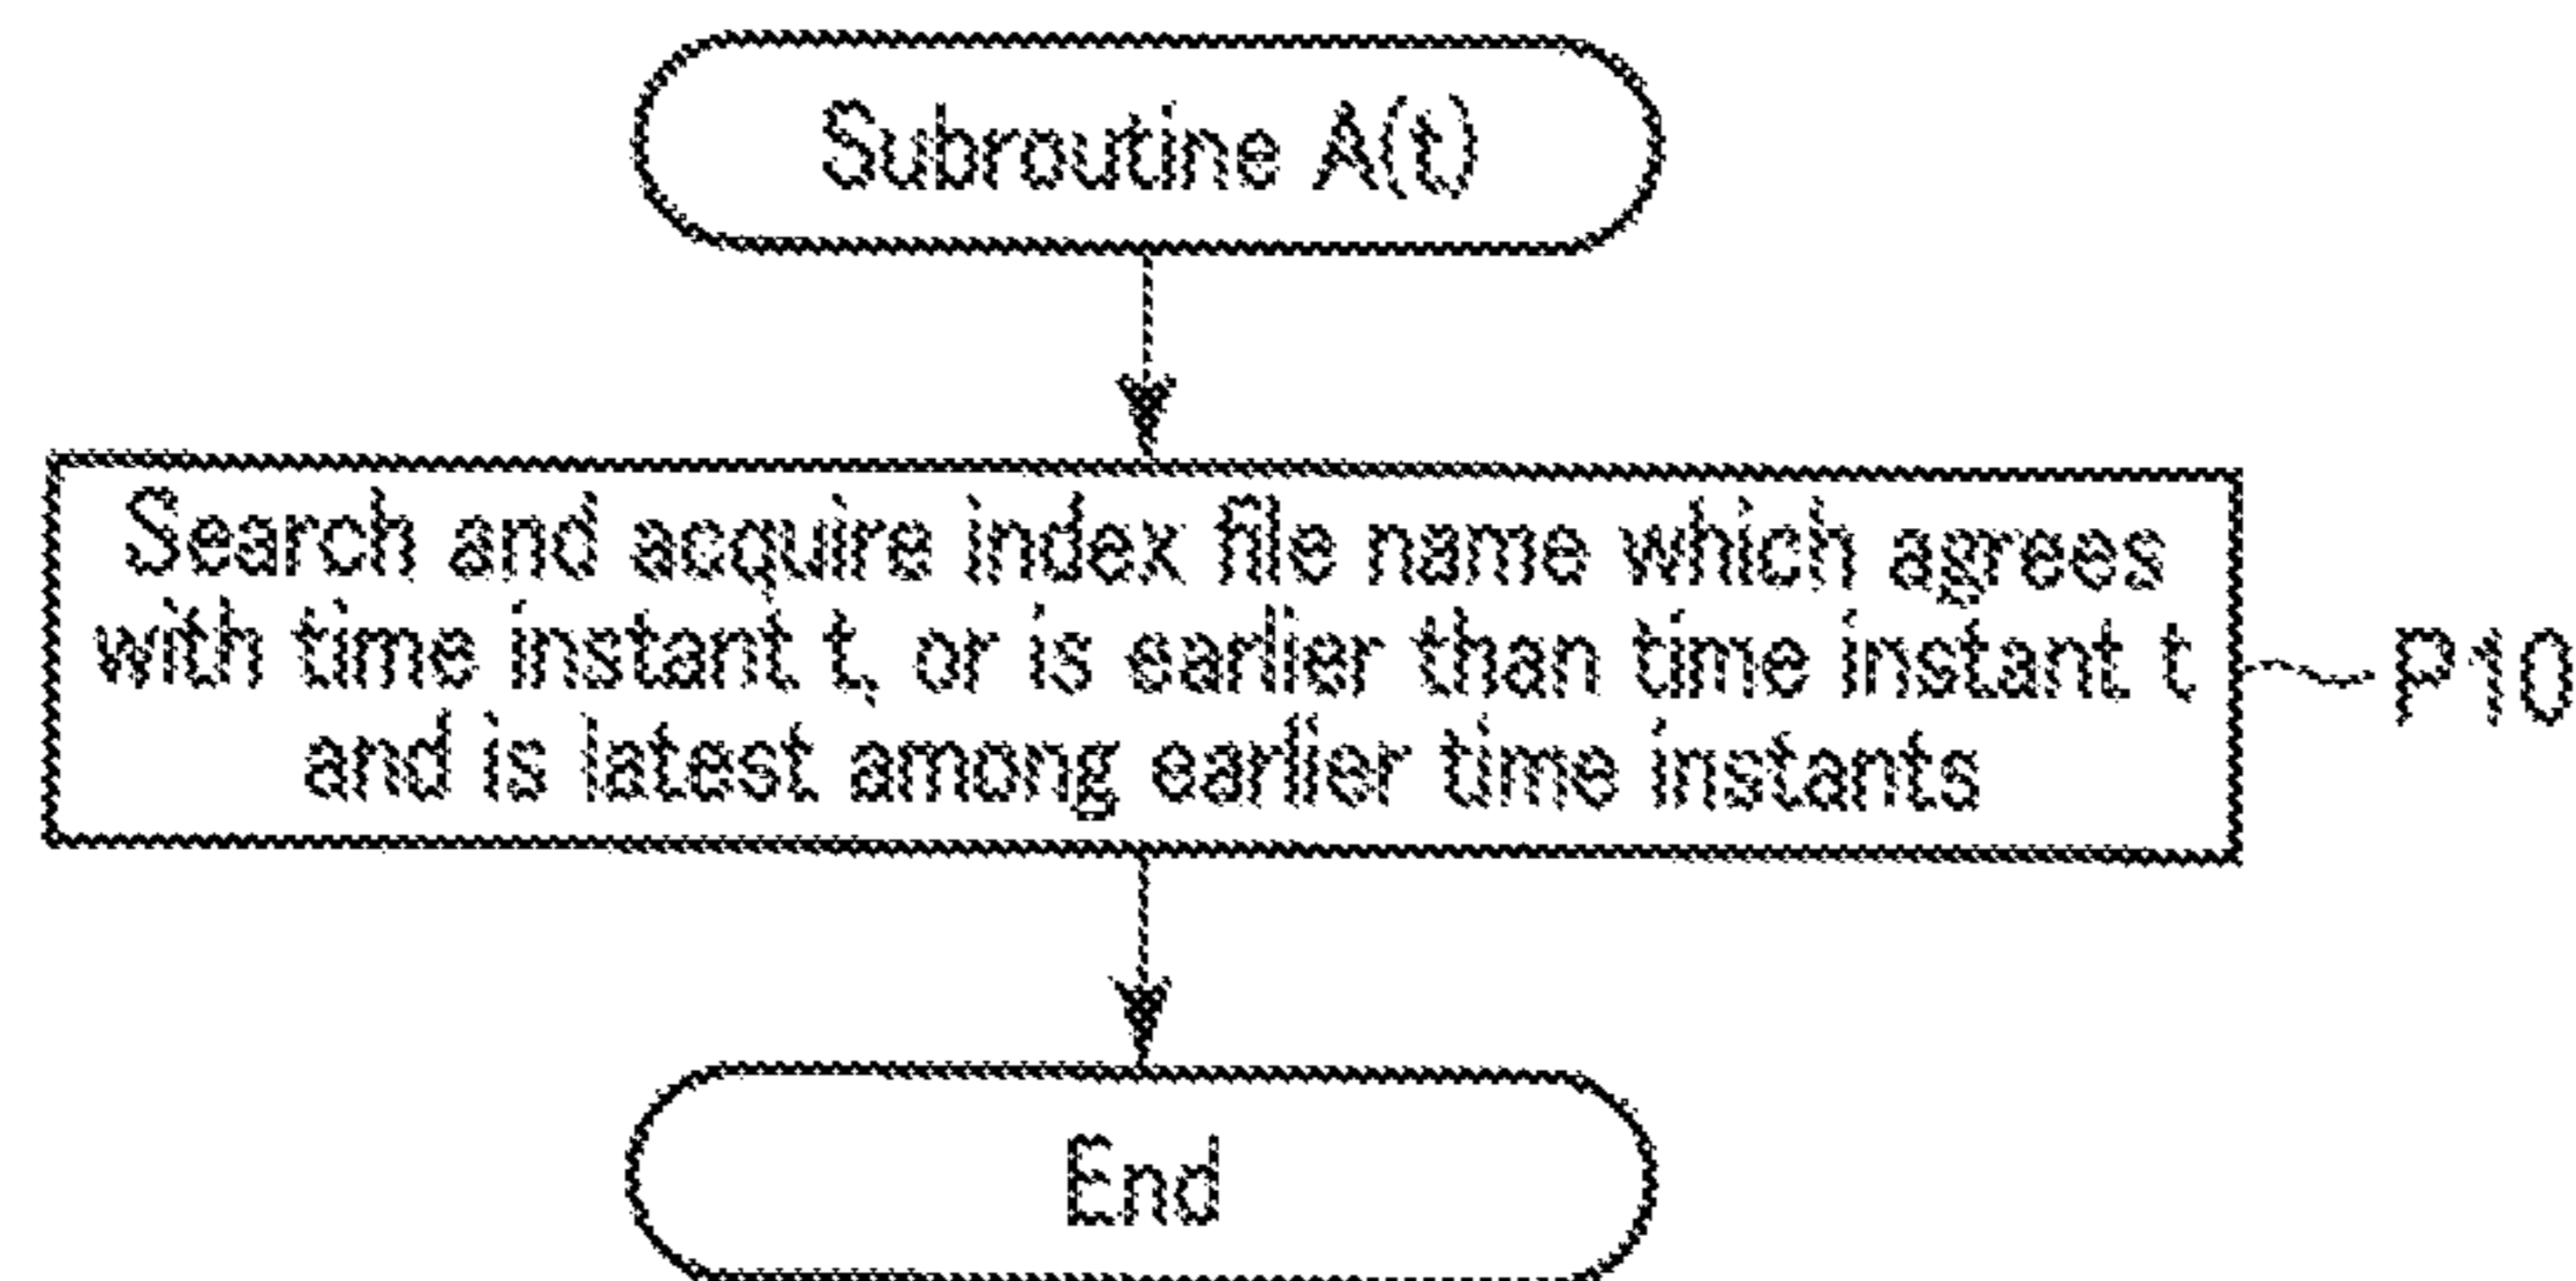 Subroutine A(t)
Search and acquire index file name which agrees
with time instant t, or is earlier than time instant t
and is latest among earlier time instants
P10
End